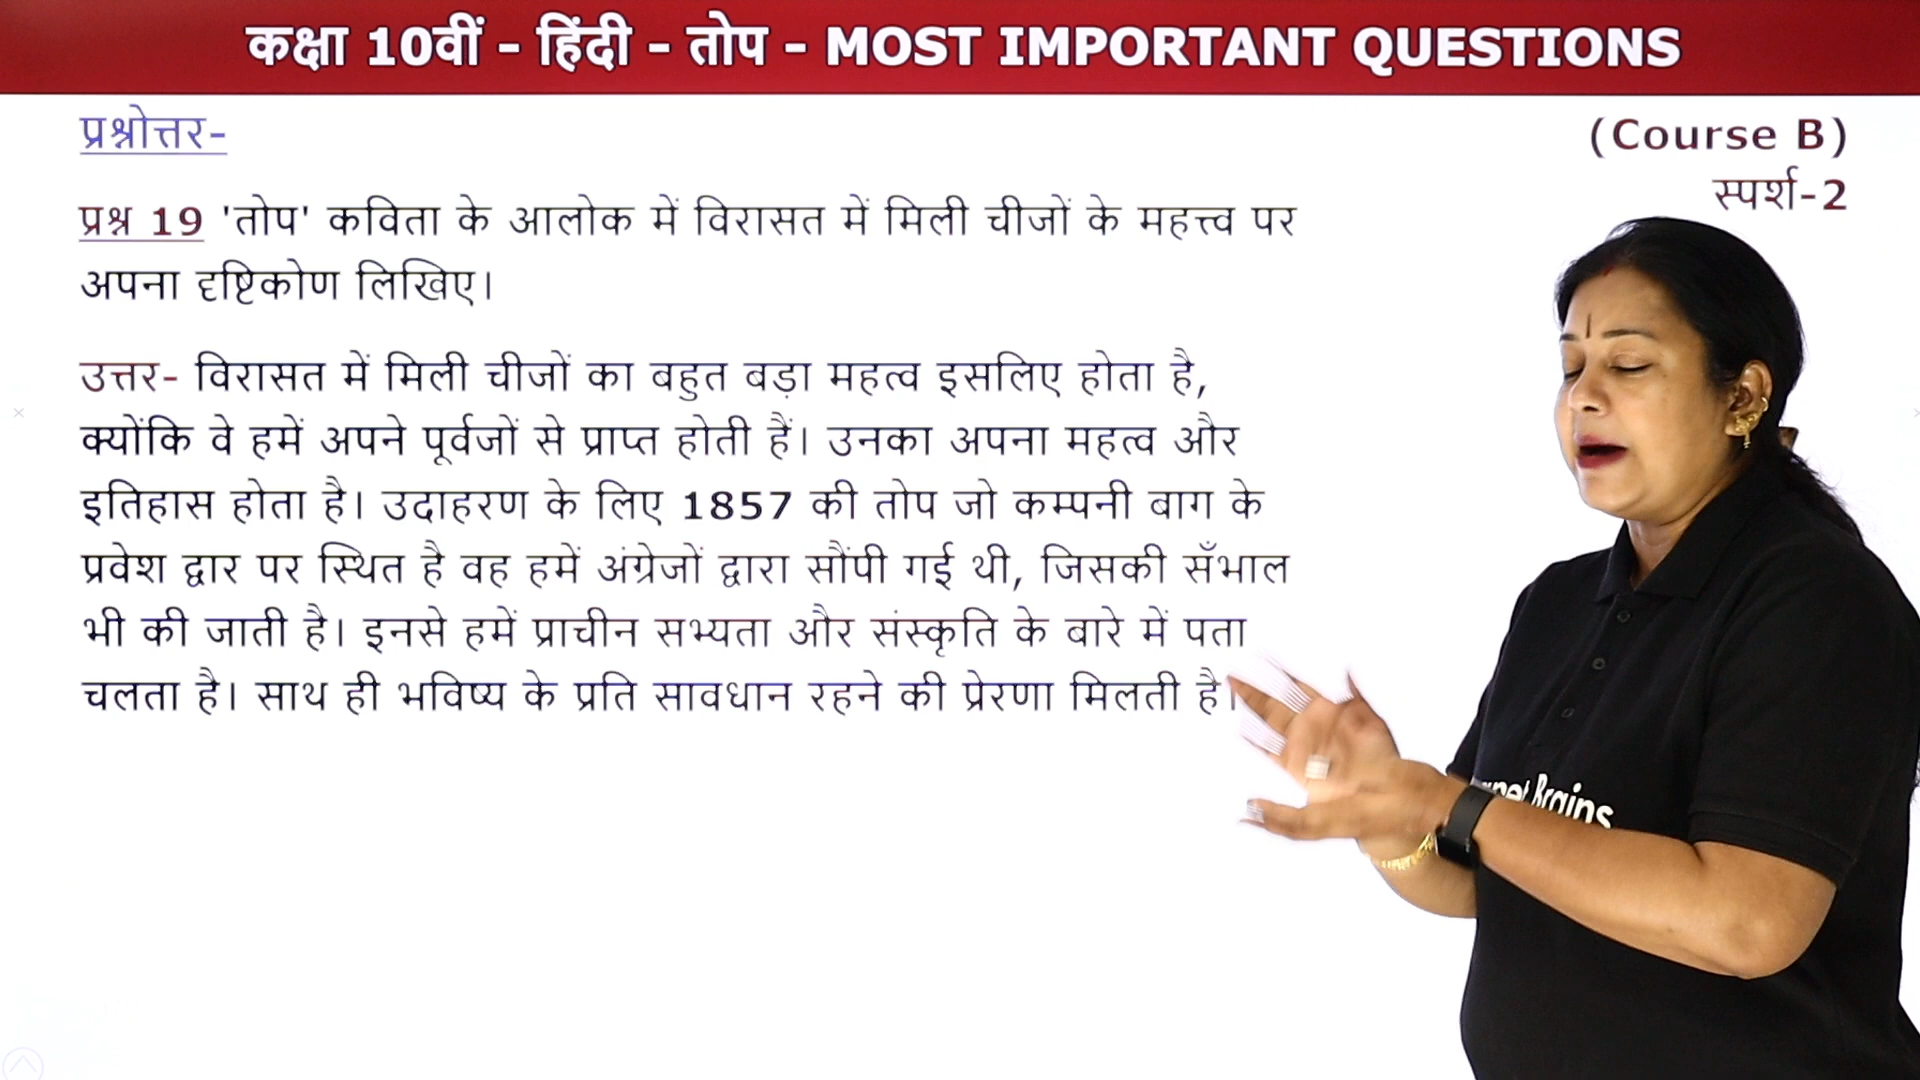 कक्षा 10वीं - हिंदी - तोप - MOST IMPORTANT QUESTIONS
प्रश्नोत्तर-
(Course B)
स्पर्श-2
प्रश्न 19 'तोप' कविता के आलोक में विरासत में मिली चीजों के महत्त्व पर
अपना दृष्टिकोण लिखिए।
उत्तर- विरासत में मिली चीजों का बहुत बड़ा महत्व इसलिए होता है,
क्योंकि वे हमें अपने पूर्वजों से प्राप्त होती हैं। उनका अपना महत्व और
इतिहास होता है। उदाहरण के लिए 1857 की तोप जो कम्पनी बाग के
प्रवेश द्वार पर स्थित है वह हमें अंग्रेजों द्वारा सौंपी गई थी, जिसकी सँभाल
भी की जाती है। इनसे हमें प्राचीन सभ्यता और संस्कृति के बारे में पता
चलता है। साथ ही भविष्य के प्रति सावधान रहने की प्रेरणा मिलती है।
Brains